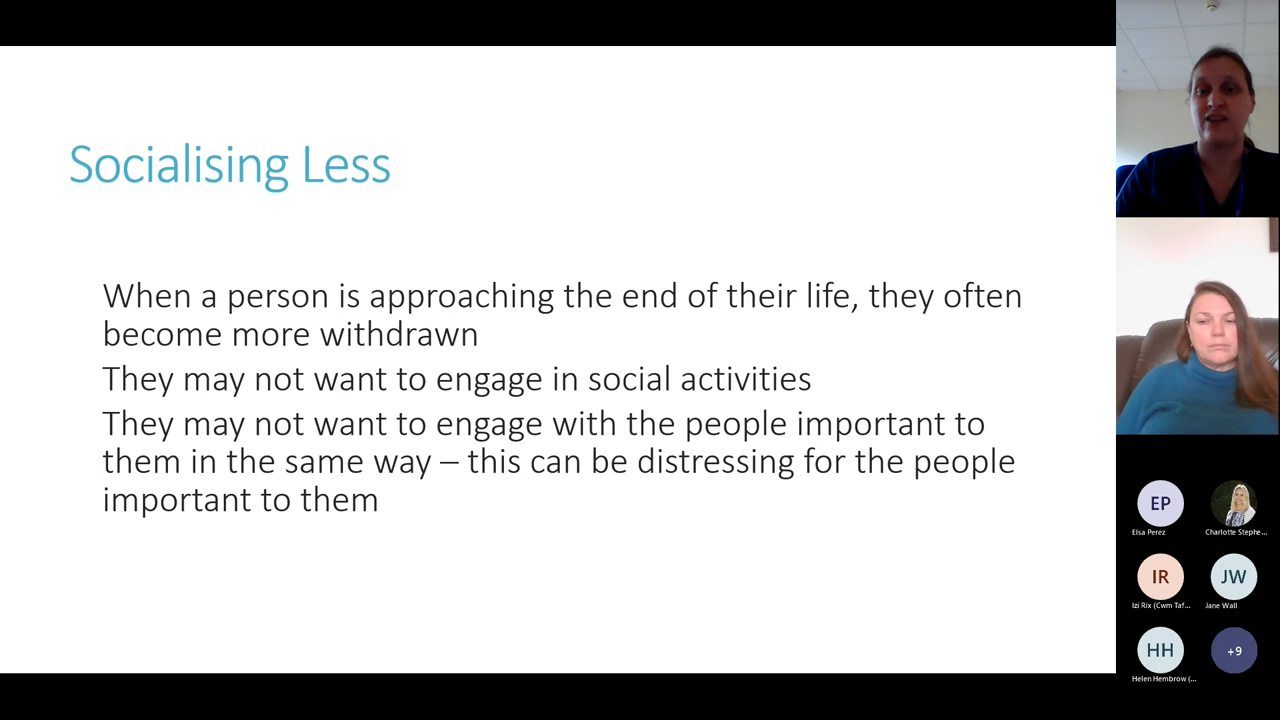 Socialising Less
When a person is approaching the end of their life, they often
become more withdrawn
They may not want to engage in social activities
They may not want to engage with the people important to
them in the same way – this can be distressing for the people
important to them
EP
Elsa Perez
Charlotte Stephe...
IR
JW
Izi Rix (Cwm Taf...
Jane Wall
HH
+9
Helen Hembrow (...